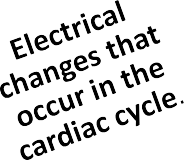 Electrical
changes that
occur in the
cardiac cycle.